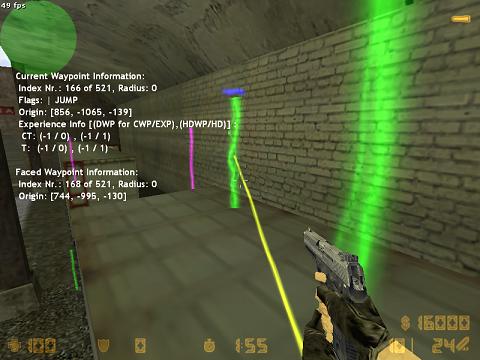 49 fps
Current Waypoint Information:
Index Nr.: 166 of 521, Radius: 0
Flags: | JUMP
Origin: [856, -1065, -139]
Experience Info [(DWP for CWP/EXP),(HDWP/HD)] :
CT: (-1 / 0) , (-1 / 1)
T: (-1 / 0) , (-1 / 1)
Faced Waypoint Information:
Index Nr.: 168 of 521, Radius: 0
Origin: [744, -995, -130]
$ 16000
100 0 1:55 10 | 24